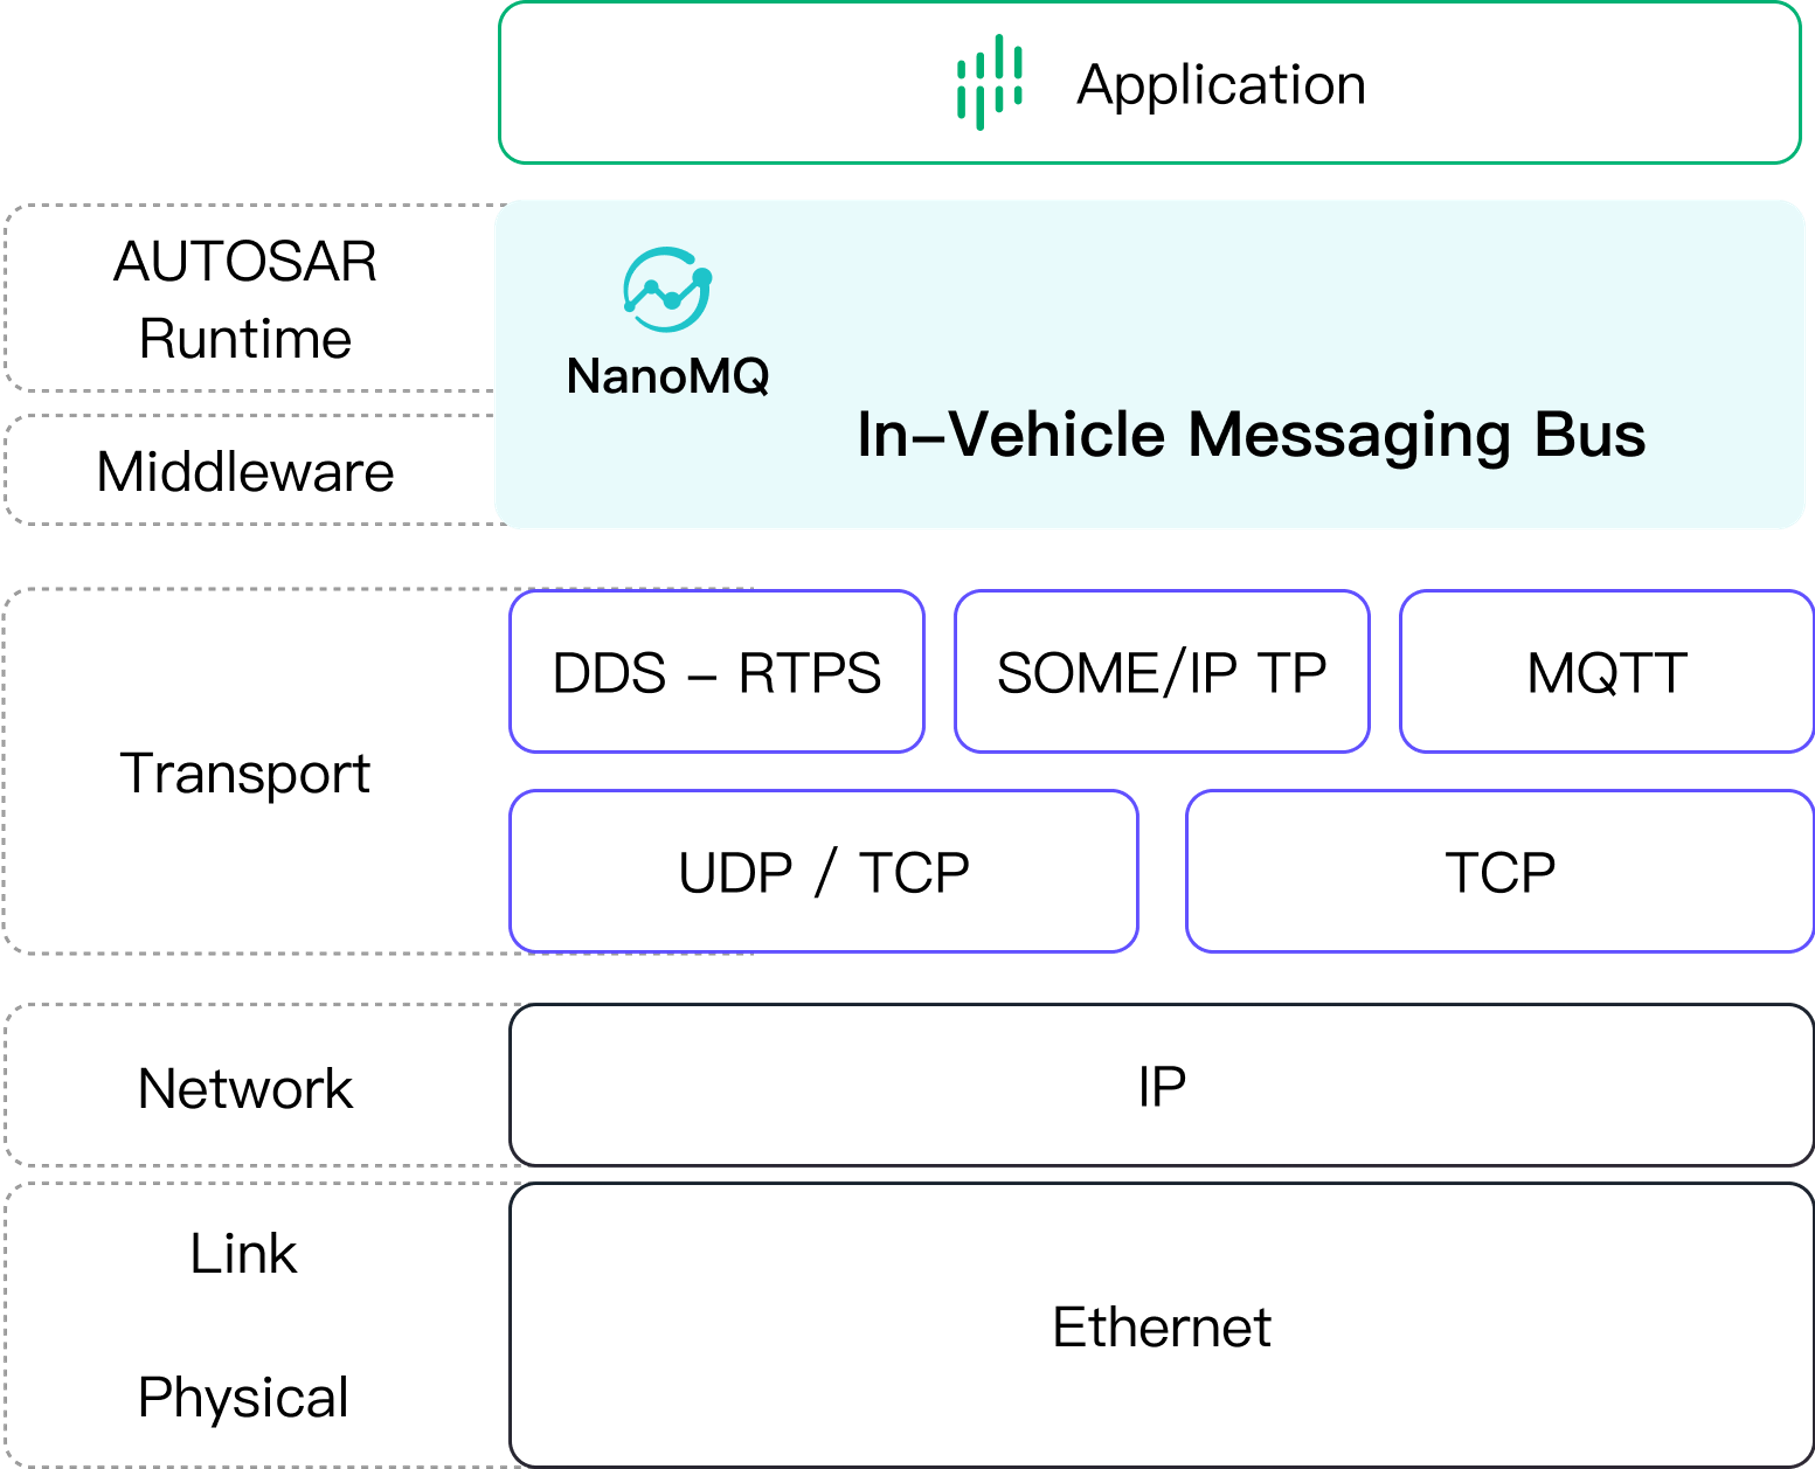 Application
AUTOSAR
Runtime
NanoMQ
In-Vehicle Messaging Bus
Middleware
DDS - RTPS
SOME/IP TP
MQTT
Transport
UDP / TCP
TCP
Network
IP
Link
Ethernet
Physical